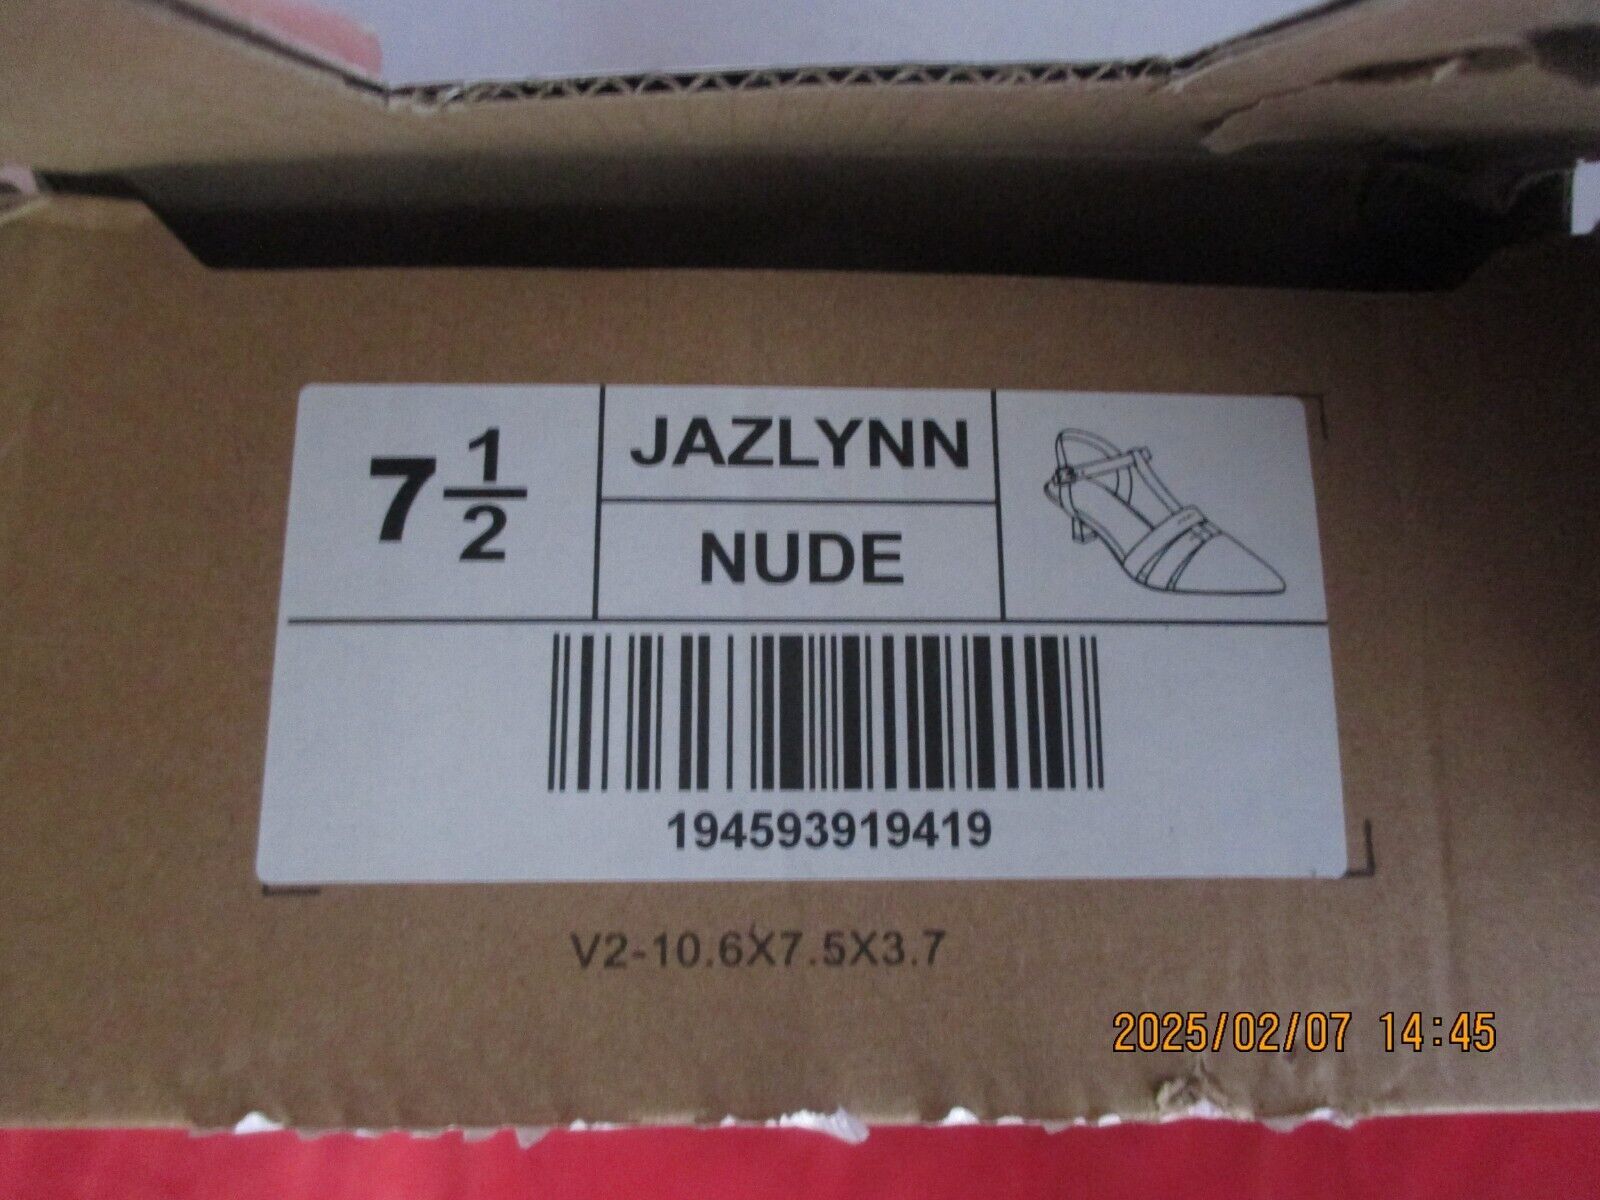 7 1/2
JAZLYNN
NUDE
194593919419
V2-10.6X7.5X3.7
2025/02/07 14:45